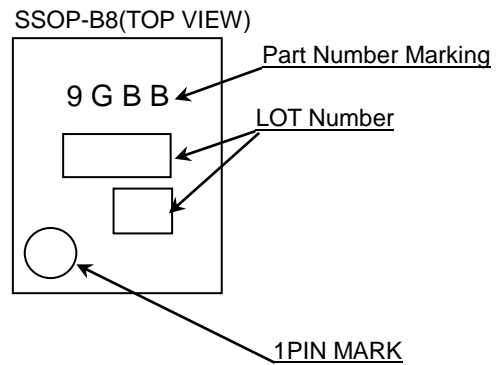 SSOP-B8(TOP VIEW)
Part Number Marking
9 G B B
LOT Number
1PIN MARK